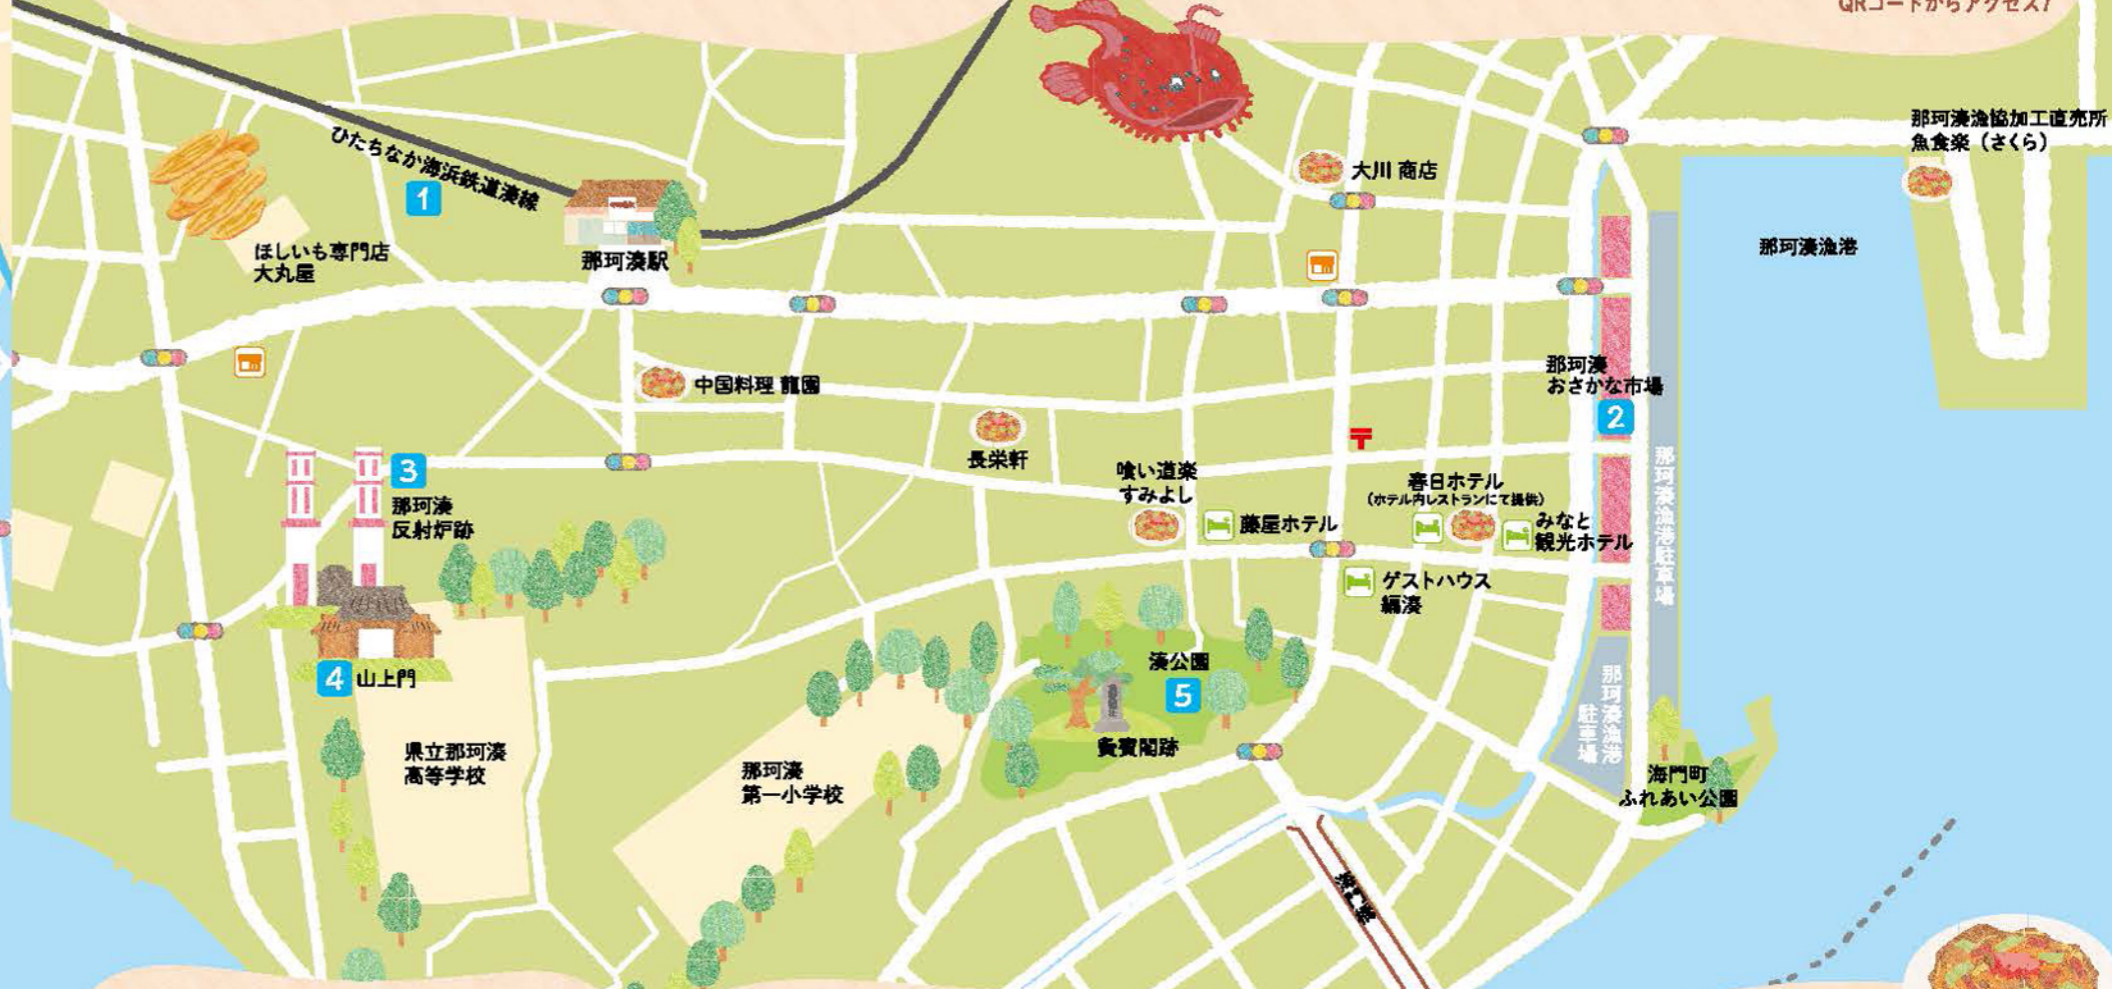 QRコードからアクセス!
那珂湊漁協加工直売所
魚食楽（さくら）
ひたちなか海浜鉄道湊線
1
大川 商店
那珂湊漁港
ほしいも専門店
大丸屋
那珂湊駅
那珂湊
おさかな市場
2
中国料理 龍園
長栄軒
喰い道楽
すみよし
藤屋ホテル
〒
春日ホテル
（ホテル内レストランにて提供）
みなと
観光ホテル
那珂湊漁港駐車場
3
那珂湊
反射炉跡
ゲストハウス
編湊
4
山上門
湊公園
5
賓閣跡
那珂湊漁港
駐車場
県立那珂湊
高等学校
那珂湊
第一小学校
海門町
ふれあい公園